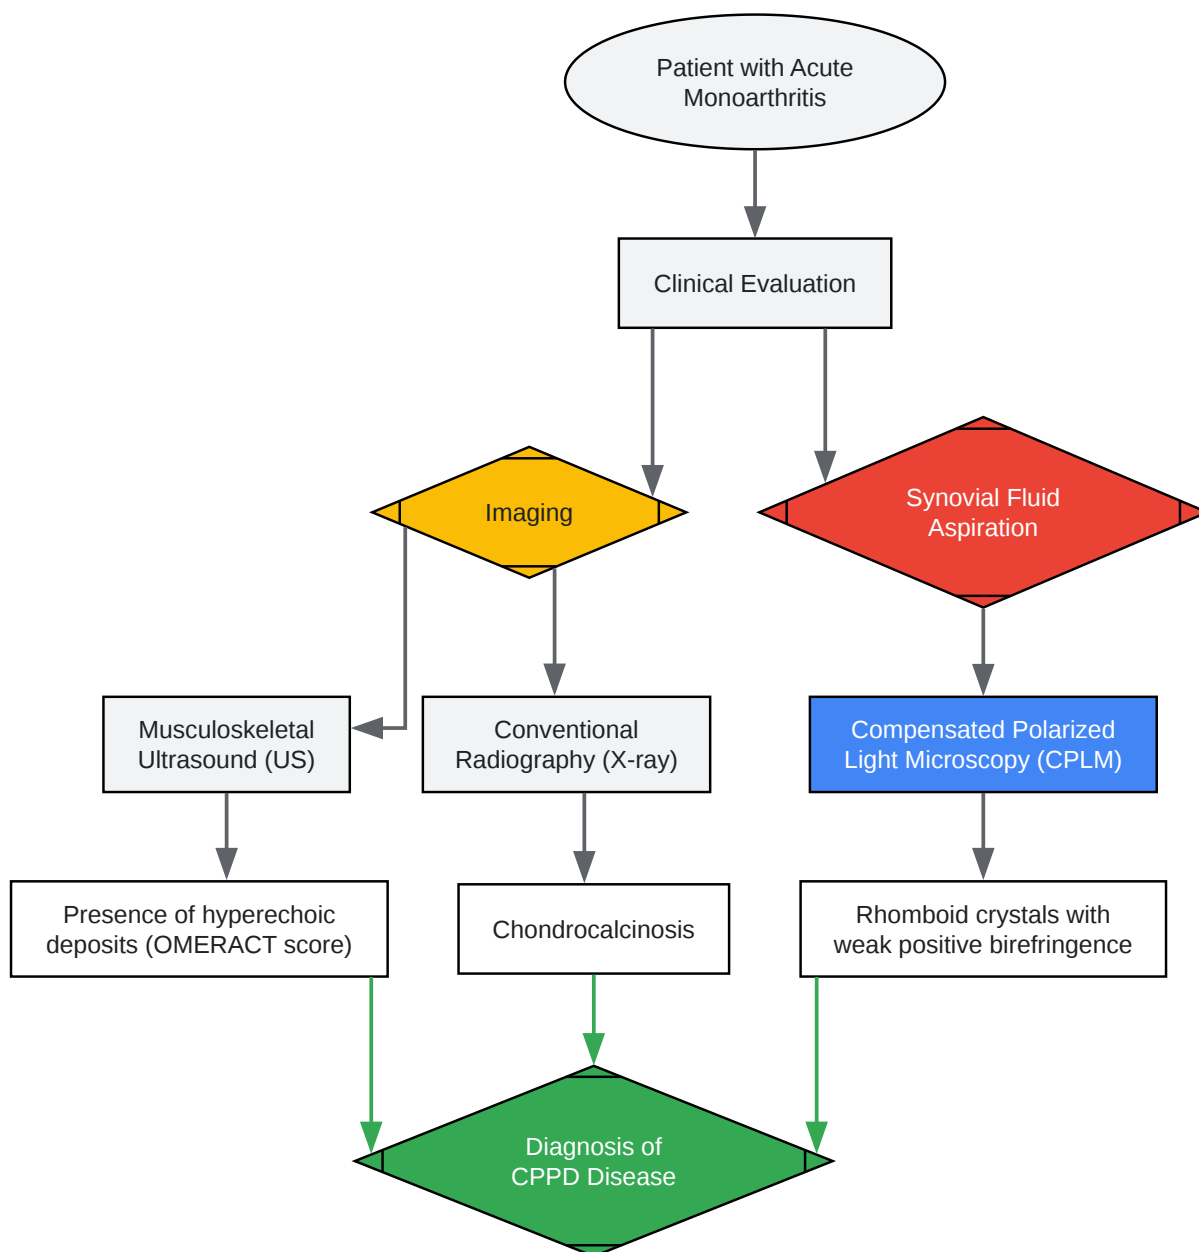 Patient with Acute
Monoarthritis
Clinical Evaluation
Imaging
Synovial Fluid
Aspiration
Musculoskeletal
Ultrasound (US)
Conventional
Radiography (X-ray)
Compensated Polarized
Light Microscopy (CPLM)
Presence of hyperechoic
deposits (OMERACT score)
Chondrocalcinosis
Rhomboid crystals with
weak positive birefringence
Diagnosis of
CPPD Disease